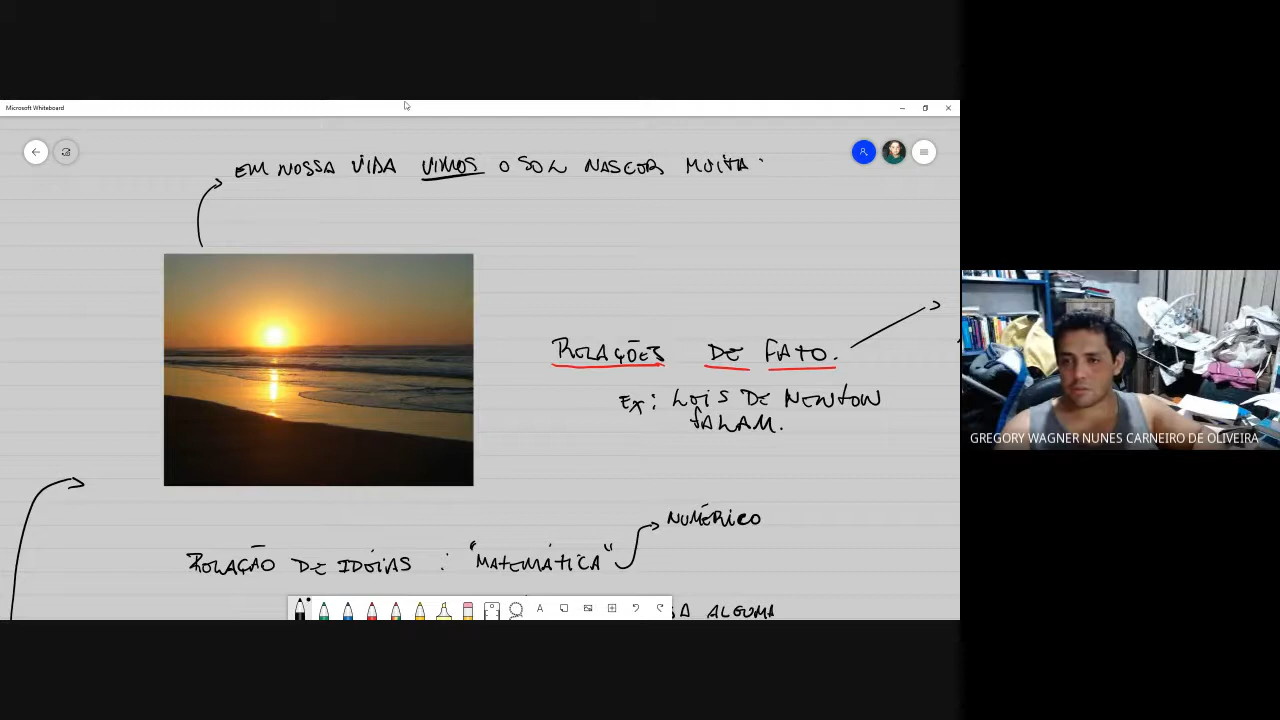 Microsoft Whiteboard
EM NOSSA VIDA VIMOS O SOL NASCER MUITA
RELAÇÕES DE FATO.
EX: LEIS DE NEWTON
FALAM.
NUMÉRICO
RELAÇÃO DE IDÉIAS : "MATEMÁTICA"
ALGUMA
GREGORY WAGNER NUNES CARNEIRO DE OLIVEIRA